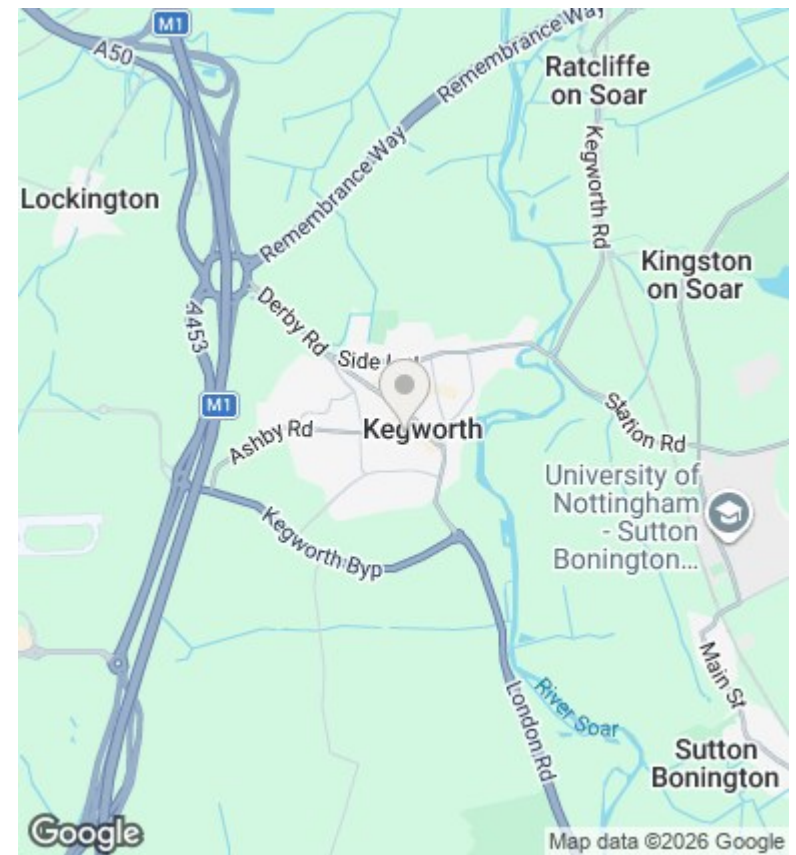 M1
A50
Remembrance Way
Ratcliffe
on Soar
Kegworth Rd
Lockington
Remembrance Way
Kingston
on Soar
A453
Derby Rd
Side
M1
Kegworth
Ashby Rd
Station Rd
University of
Nottingham
- Sutton
Bonington...
Kegworth Byp
Main St
River Soar
London Rd
Sutton
Bonington
Google
Map data ©2026 Google